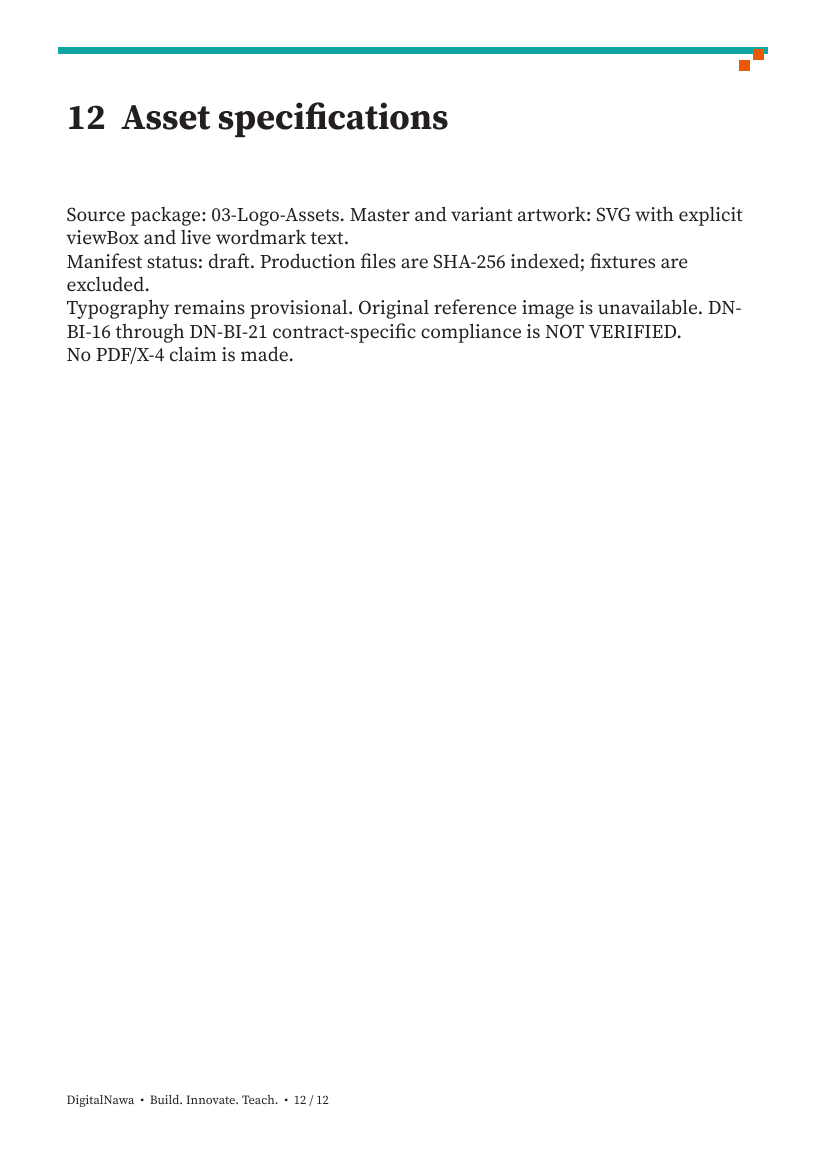 12 Asset specifications
Source package: 03-Logo-Assets. Master and variant artwork: SVG with explicit
viewBox and live wordmark text.
Manifest status: draft. Production files are SHA-256 indexed; fixtures are
excluded.
Typography remains provisional. Original reference image is unavailable. DN-
BI-16 through DN-BI-21 contract-specific compliance is NOT VERIFIED.
No PDF/X-4 claim is made.
DigitalNawa • Build. Innovate. Teach. • 12 / 12